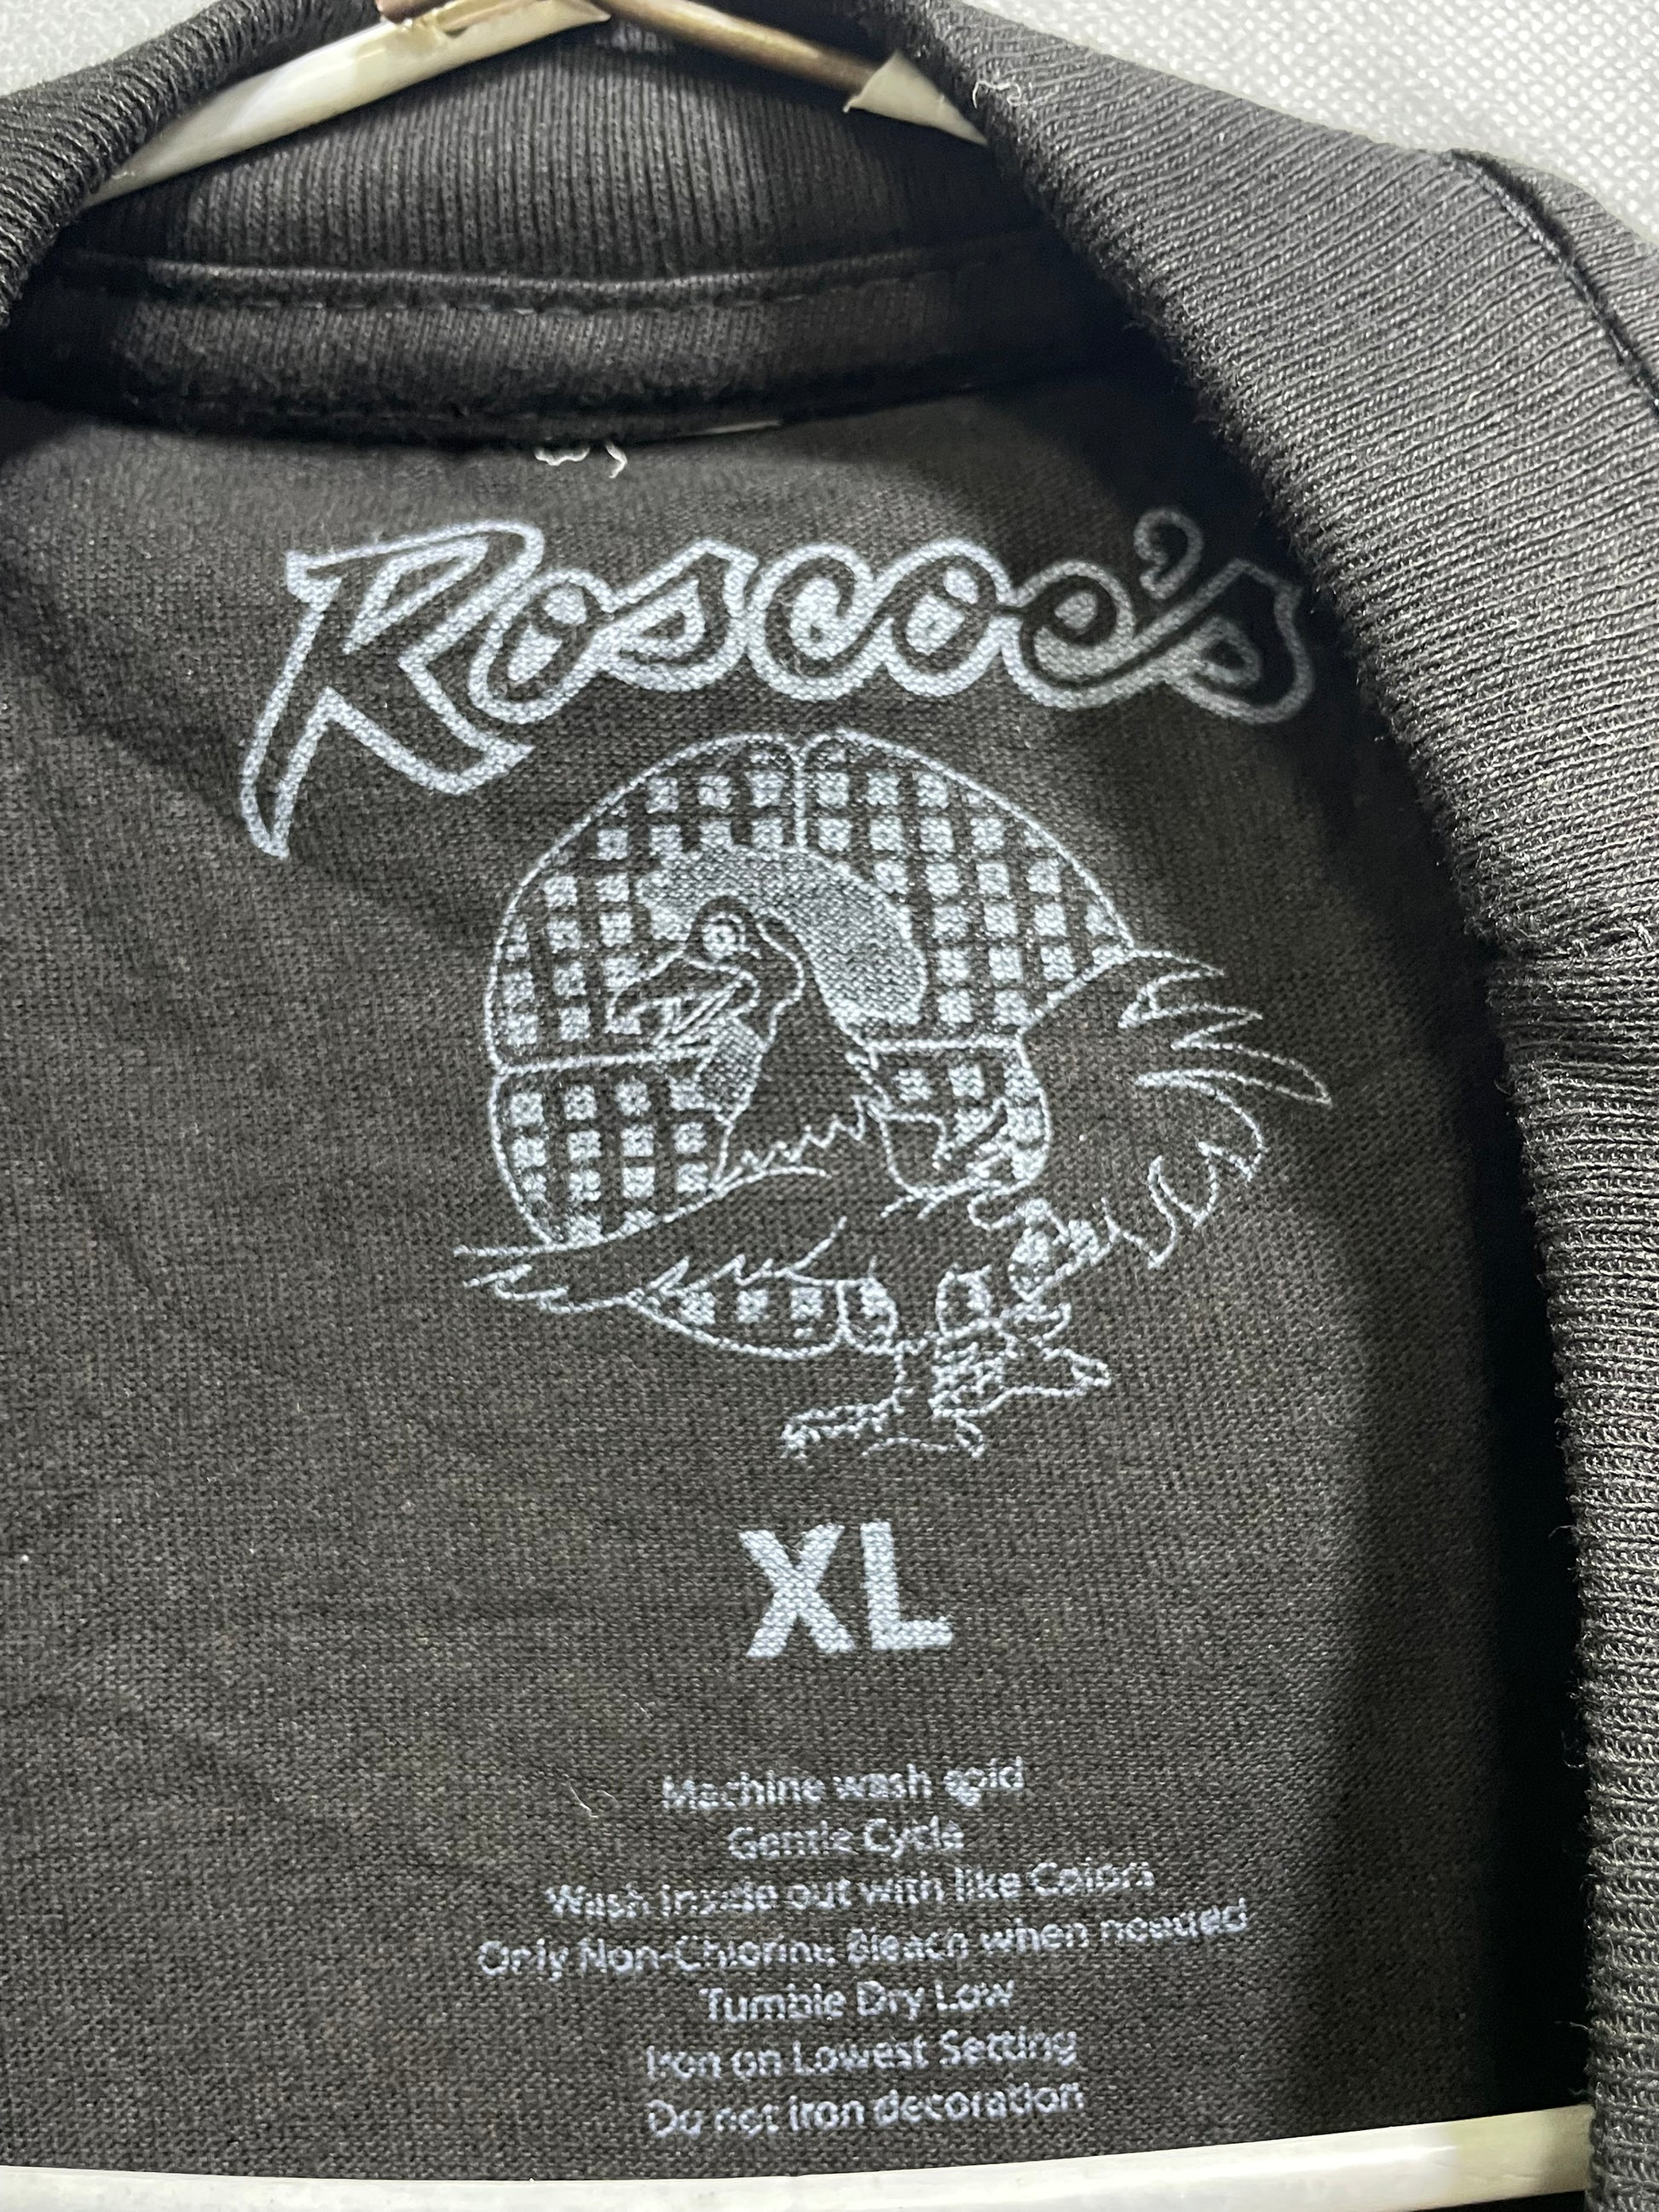 Roscoe's
XL
Machine wash cold
Gentle Cycle
Wash inside out with like Colors
Only Non-Chlorine Bleach when needed
Tumble Dry Low
Iron on Lowest Setting
Do not iron decoration